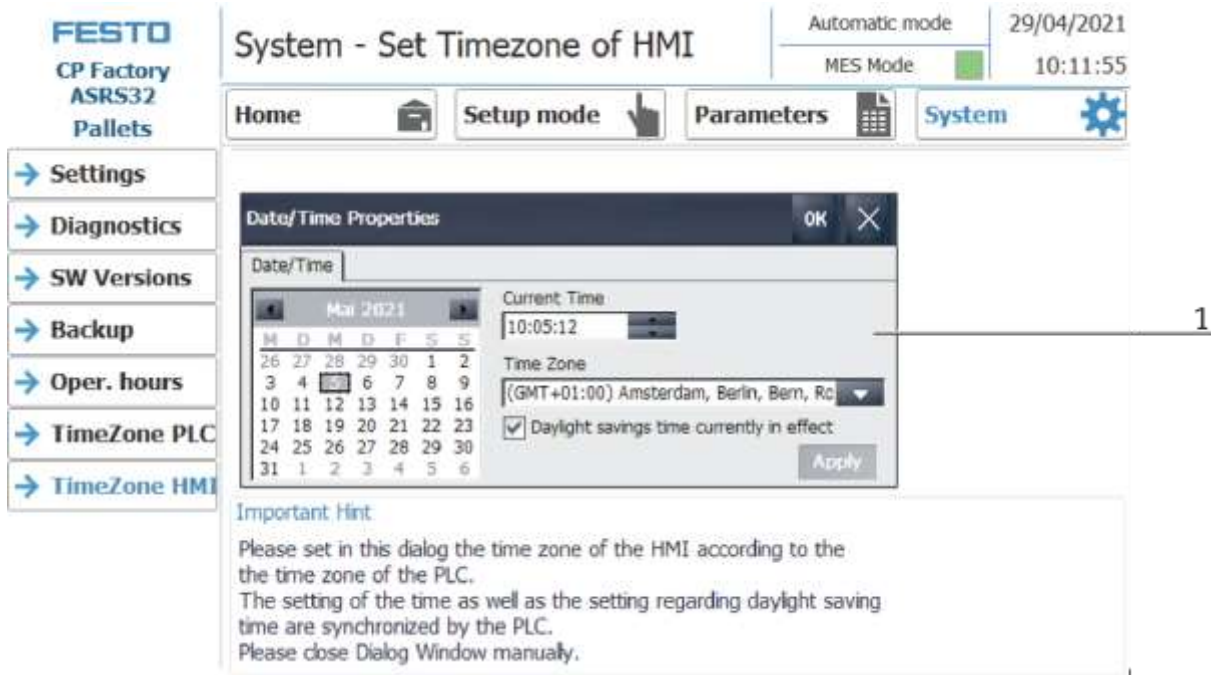 FESTO
CP Factory
ASRS32
Pallets
System - Set Timezone of HMI
Automatic mode
MES Mode
29/04/2021
10:11:55
Home
Setup mode
Parameters
System
Settings
Diagnostics
SW Versions
Backup
Oper. hours
TimeZone PLC
TimeZone HMI
Date/Time Properties
OK
Date/Time
Mai 2021
M D M D F S S
26 27 28 29 30 1 2
3 4 5 6 7 8 9
10 11 12 13 14 15 16
17 18 19 20 21 22 23
24 25 26 27 28 29 30
31 1 2 3 4 5 6
Current Time
10:05:12
Time Zone
(GMT+01:00) Amsterdam, Berlin, Bern, Ro
Daylight savings time currently in effect
Apply
1
Important Hint
Please set in this dialog the time zone of the HMI according to the
the time zone of the PLC.
The setting of the time as well as the setting regarding daylight saving
time are synchronized by the PLC.
Please close Dialog Window manually.